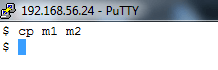 192.168.56.24 - PuTTY
$ cp m1 m2
$